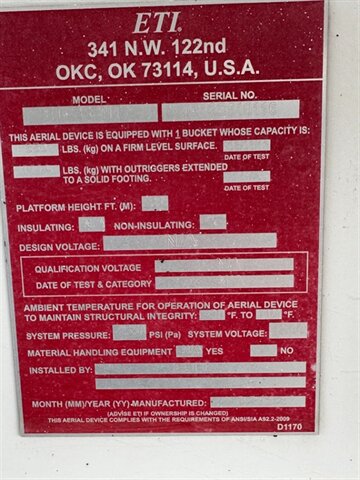 ETI®
341 N.W. 122nd
OKC, OK 73114, U.S.A.
MODEL SERIAL NO.
THIS AERIAL DEVICE IS EQUIPPED WITH 1 BUCKET WHOSE CAPACITY IS:
LBS. (kg) ON A FIRM LEVEL SURFACE.
DATE OF TEST
LBS. (kg) WITH OUTRIGGERS EXTENDED
TO A SOLID FOOTING.
DATE OF TEST
PLATFORM HEIGHT FT. (M):
INSULATING: NON-INSULATING:
DESIGN VOLTAGE:
QUALIFICATION VOLTAGE
DATE OF TEST & CATEGORY
AMBIENT TEMPERATURE FOR OPERATION OF AERIAL DEVICE
TO MAINTAIN STRUCTURAL INTEGRITY: °F. TO °F.
SYSTEM PRESSURE: PSI (Pa) SYSTEM VOLTAGE:
MATERIAL HANDLING EQUIPMENT YES NO
INSTALLED BY:
MONTH (MM)/YEAR (YY) MANUFACTURED:
(ADVISE ETI IF OWNERSHIP IS CHANGED)
THIS AERIAL DEVICE COMPLIES WITH THE REQUIREMENTS OF ANSI/SIA A92.2-2009
D1170